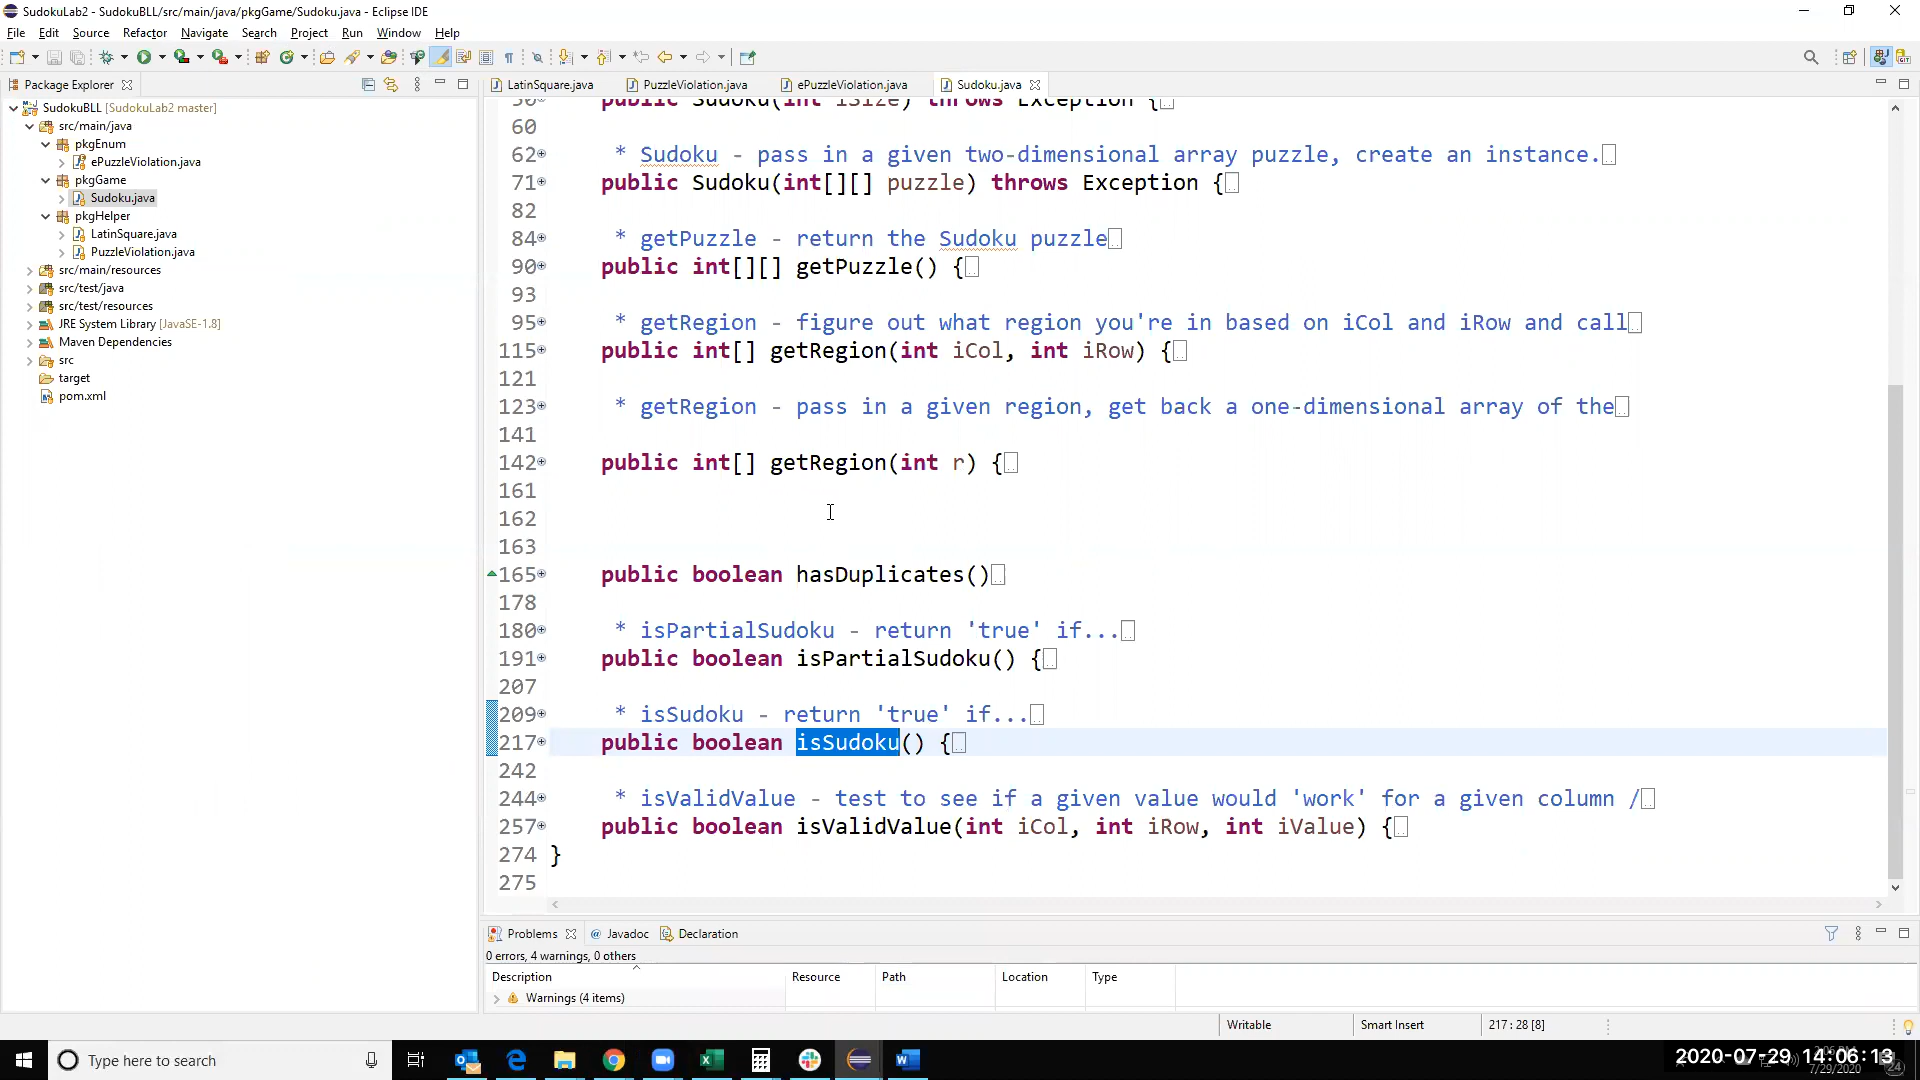 SudokuLab2 - SudokuBLL/src/main/java/pkgGame/Sudoku.java - Eclipse IDE
File Edit Source Refactor Navigate Search Project Run Window Help
Package Explorer
LatinSquare.java PuzzleViolation.java ePuzzleViolation.java Sudoku.java
SudokuBLL [SudokuLab2 master]
src/main/java
pkgEnum
ePuzzleViolation.java
pkgGame
Sudoku.java
pkgHelper
LatinSquare.java
PuzzleViolation.java
src/main/resources
src/test/java
src/test/resources
JRE System Library [JavaSE-1.8]
Maven Dependencies
src
target
pom.xml
public Sudoku(int iSize) throws Exception {
60
62 * Sudoku - pass in a given two-dimensional array puzzle, create an instance.
71 public Sudoku(int[][] puzzle) throws Exception {
82
84 * getPuzzle - return the Sudoku puzzle
90 public int[][] getPuzzle() {
93
95 * getRegion - figure out what region you're in based on iCol and iRow and call
115 public int[] getRegion(int iCol, int iRow) {
121
123 * getRegion - pass in a given region, get back a one-dimensional array of the
141
142 public int[] getRegion(int r) {
161
162
163
165 public boolean hasDuplicates()
178
180 * isPartialSudoku - return 'true' if...
191 public boolean isPartialSudoku() {
207
209 * isSudoku - return 'true' if...
217 public boolean isSudoku() {
242
244 * isValidValue - test to see if a given value would 'work' for a given column /
257 public boolean isValidValue(int iCol, int iRow, int iValue) {
274 }
275
Problems @ Javadoc Declaration
0 errors, 4 warnings, 0 others
Description Resource Path Location Type
Warnings (4 items)
Writable Smart Insert 217 : 28 [8]
Type here to search
2020-07-29 14:06:13
7/29/2020
24